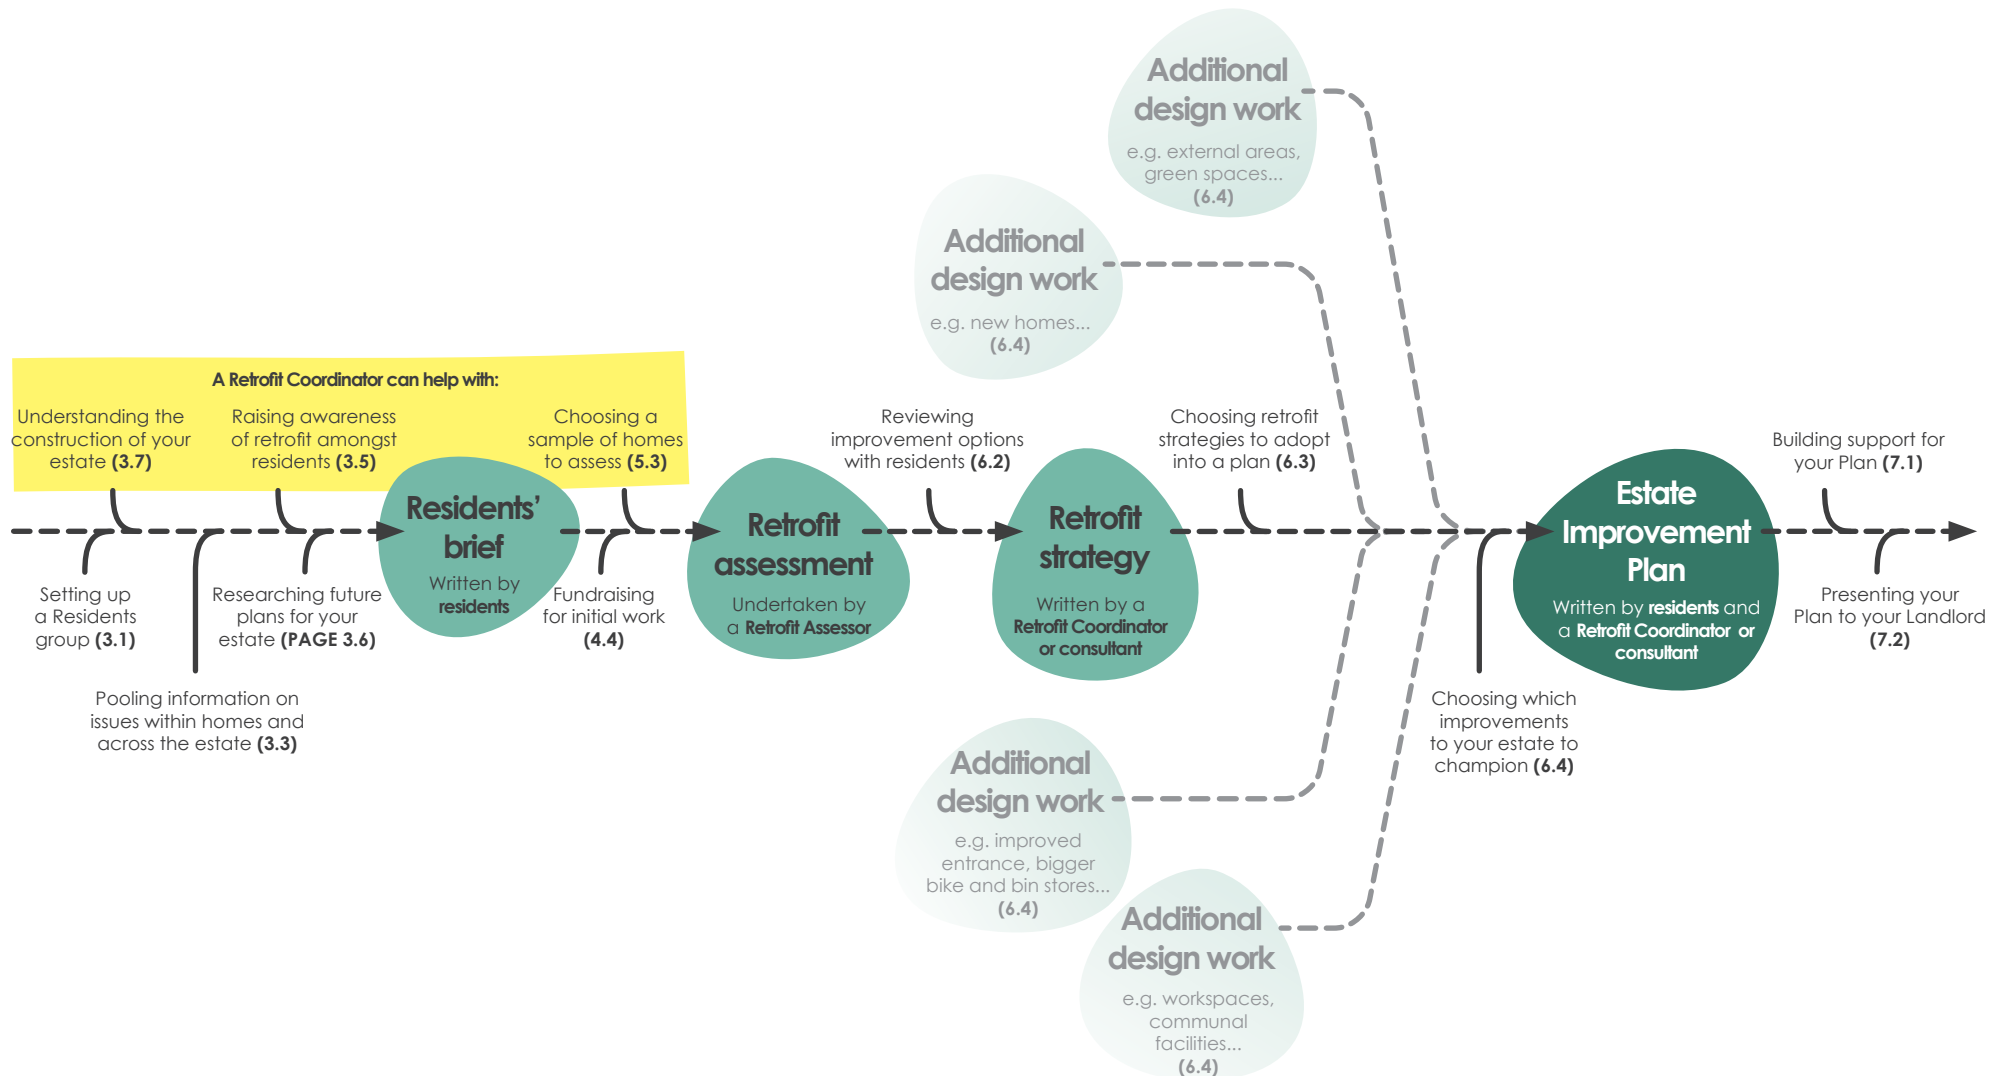 Additional
design work
e.g. external areas,
green spaces...
(6.4)
Additional
design work
e.g. new homes...
(6.4)
A Retrofit Coordinator can help with:
Understanding the
construction of your
estate (3.7)
Raising awareness
of retrofit amongst
residents (3.5)
Choosing a
sample of homes
to assess (5.3)
Reviewing
improvement options
with residents (6.2)
Choosing retrofit
strategies to adopt
into a plan (6.3)
Building support for
your Plan (7.1)
Residents’
brief
Written by
residents
Retrofit
assessment
Undertaken by
a Retrofit Assessor
Retrofit
strategy
Written by a
Retrofit Coordinator
or consultant
Estate
Improvement
Plan
Written by residents and
a Retrofit Coordinator or
consultant
Setting up
a Residents
group (3.1)
Researching future
plans for your
estate (PAGE 3.6)
Fundraising
for initial work
(4.4)
Presenting your
Plan to your Landlord
(7.2)
Pooling information on
issues within homes and
across the estate (3.3)
Choosing which
improvements
to your estate to
champion (6.4)
Additional
design work
e.g. improved
entrance, bigger
bike and bin stores...
(6.4)
Additional
design work
e.g. workspaces,
communal
facilities...
(6.4)